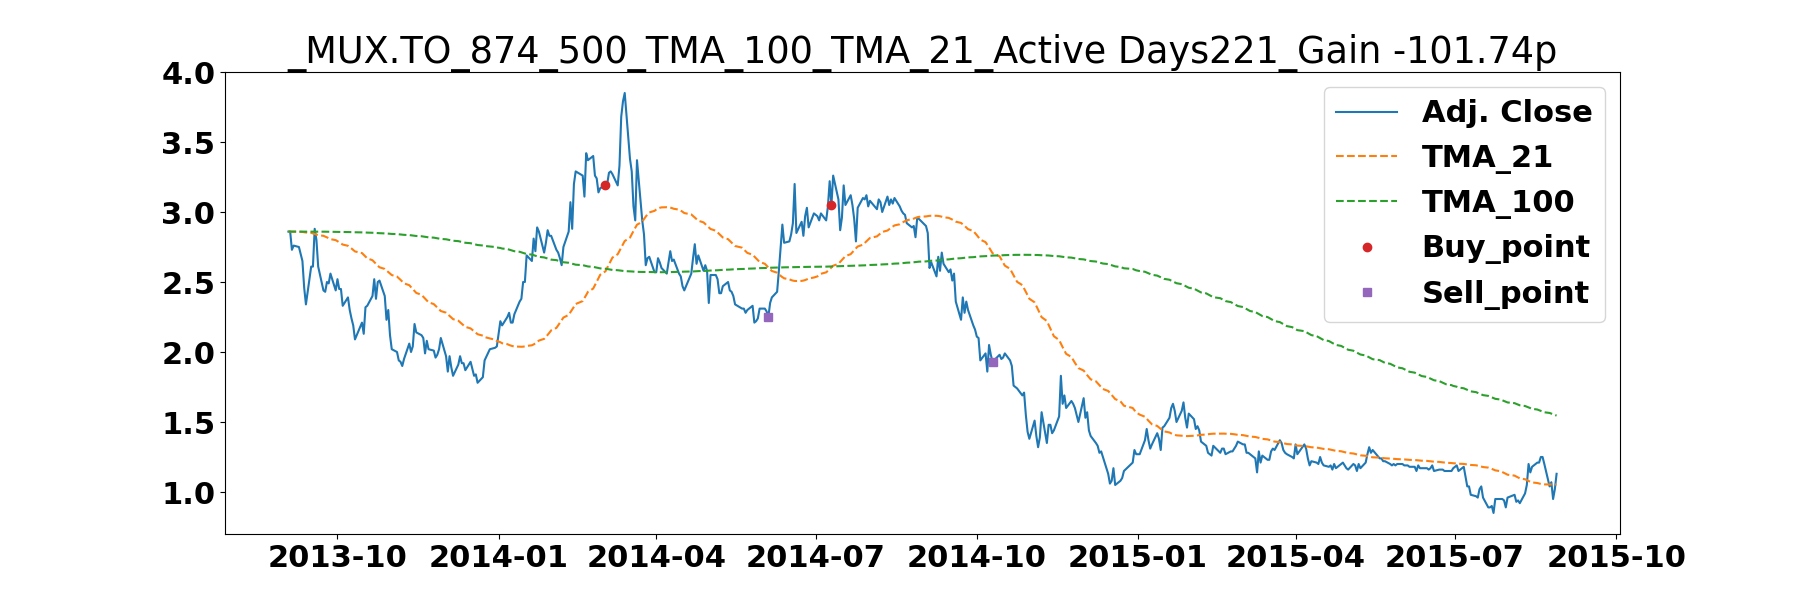 _MUX.TO_874_500_TMA_100_TMA_21_Active Days221_Gain -101.74p
4.0
3.5
3.0
2.5
2.0
1.5
1.0
Adj. Close
TMA_21
TMA_100
Buy_point
Sell_point
2013-10 2014-01 2014-04 2014-07 2014-10 2015-01 2015-04 2015-07 2015-10